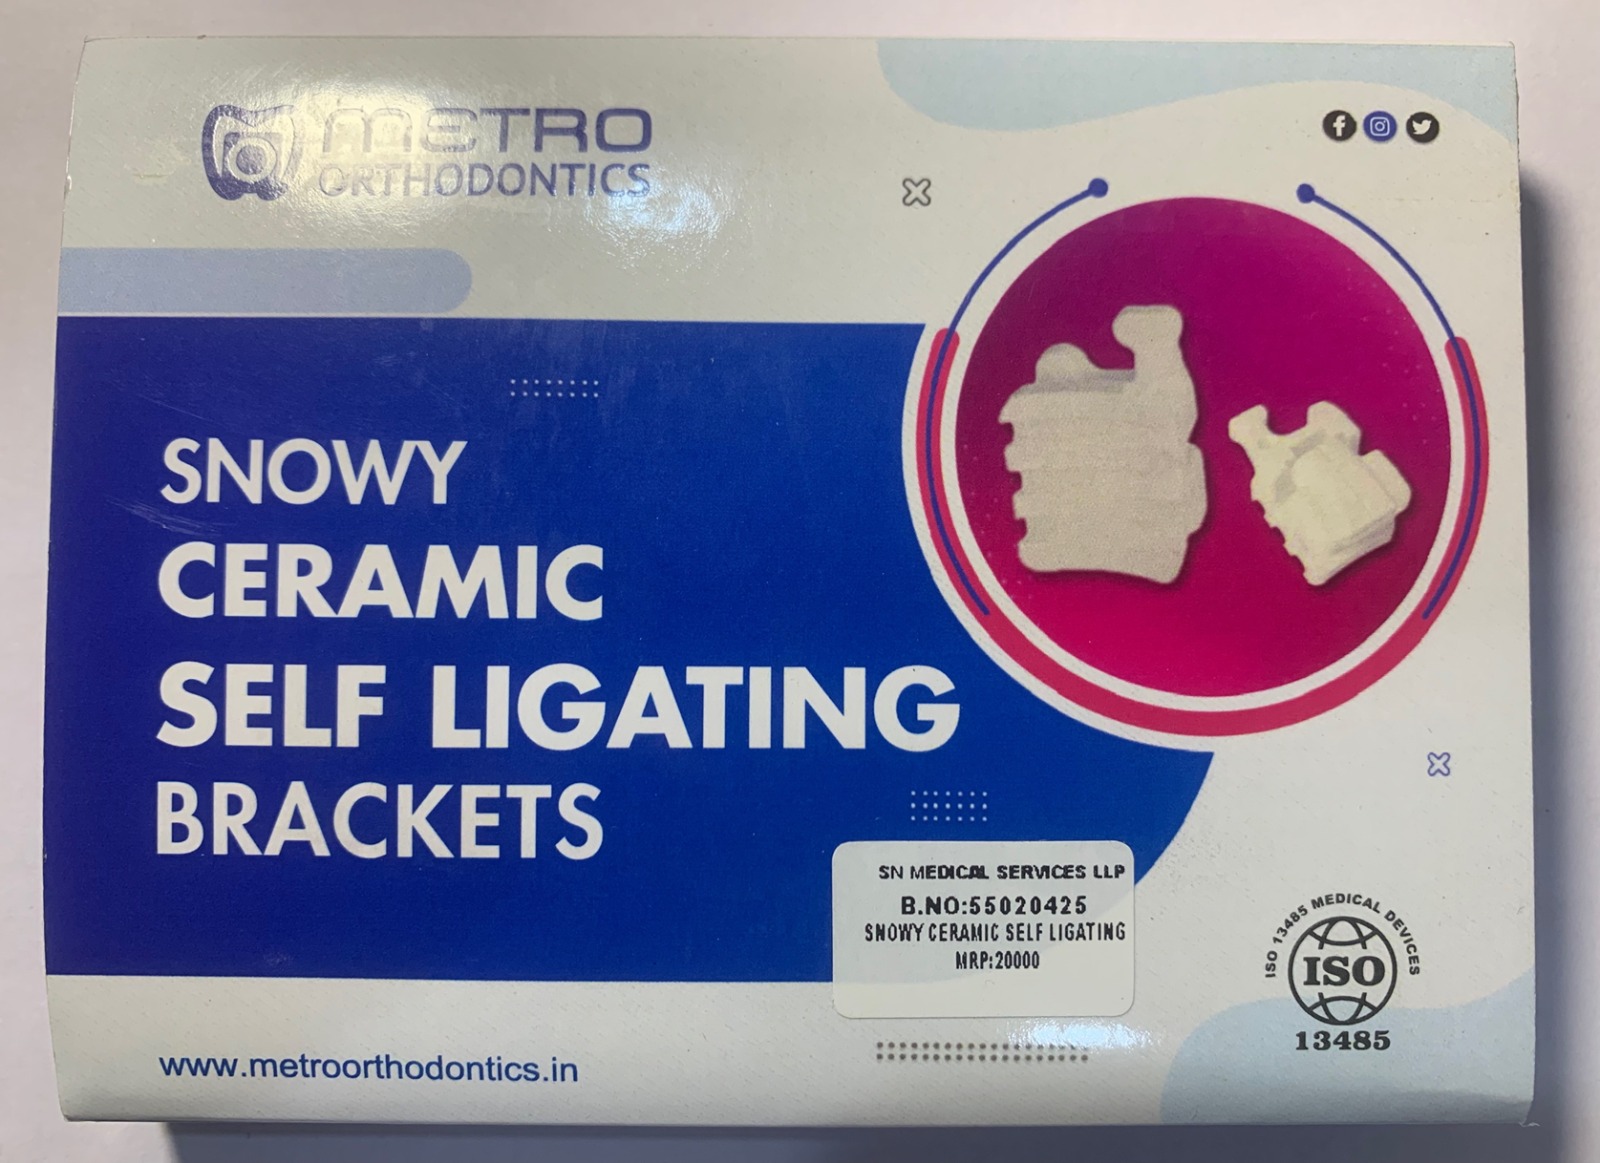 METRO
ORTHODONTICS
SNOWY
CERAMIC
SELF LIGATING
BRACKETS
SN MEDICAL SERVICES LLP
B.NO:55020425
SNOWY CERAMIC SELF LIGATING
MRP:20000
ISO 13485 MEDICAL DEVICES
ISO
13485
www.metroorthodontics.in